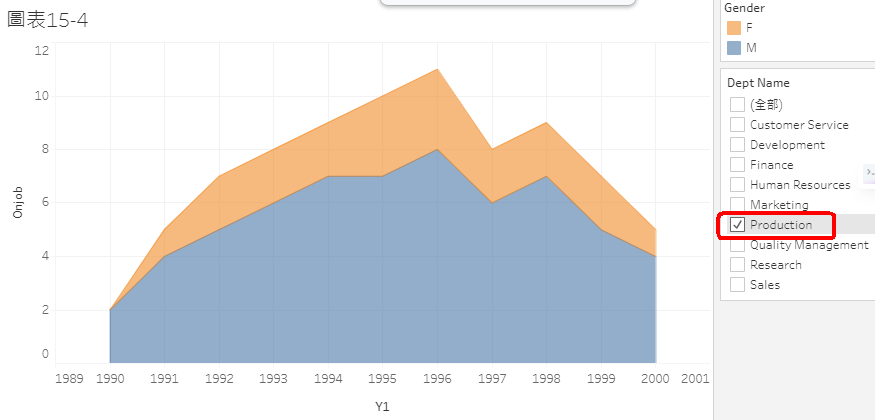 圖表15-4
12
10
8
6
4
2
0
Onjob
1989 1990 1991 1992 1993 1994 1995 1996 1997 1998 1999 2000 2001
Y1
Gender
F
M
Dept Name
(全部)
Customer Service
Development
Finance
Human Resources
Marketing
Production
Quality Management
Research
Sales